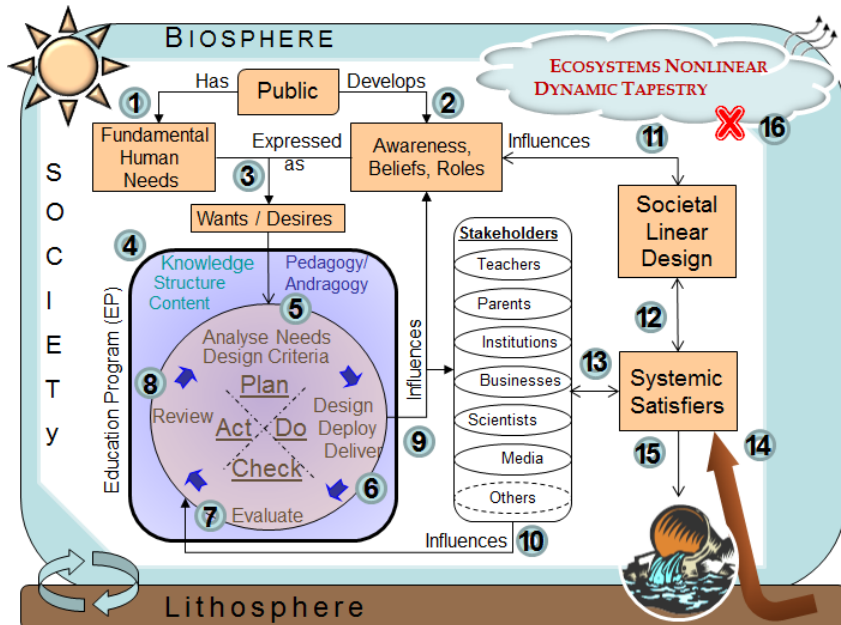 BIOSPHERE
ECOSYSTEMS NONLINEAR
DYNAMIC TAPESTRY
Has
Public
Develops
1
2
16
Fundamental
Human
Needs
Expressed
as
Awareness,
Beliefs, Roles
Influences
11
3
SOCIETy
Wants / Desires
Societal
Linear
Design
4
Knowledge
Structure
Content
Pedagogy/
Andragogy
Education Program (EP)
5
Analyse Needs
Design Criteria
Plan
8
Review
Act
Do
Design
Deploy
Deliver
Check
6
7
Evaluate
Influences
9
Stakeholders
Teachers
Parents
Institutions
Businesses
Scientists
Media
Others
12
13
Systemic
Satisfiers
15
14
Influences
10
Lithosphere